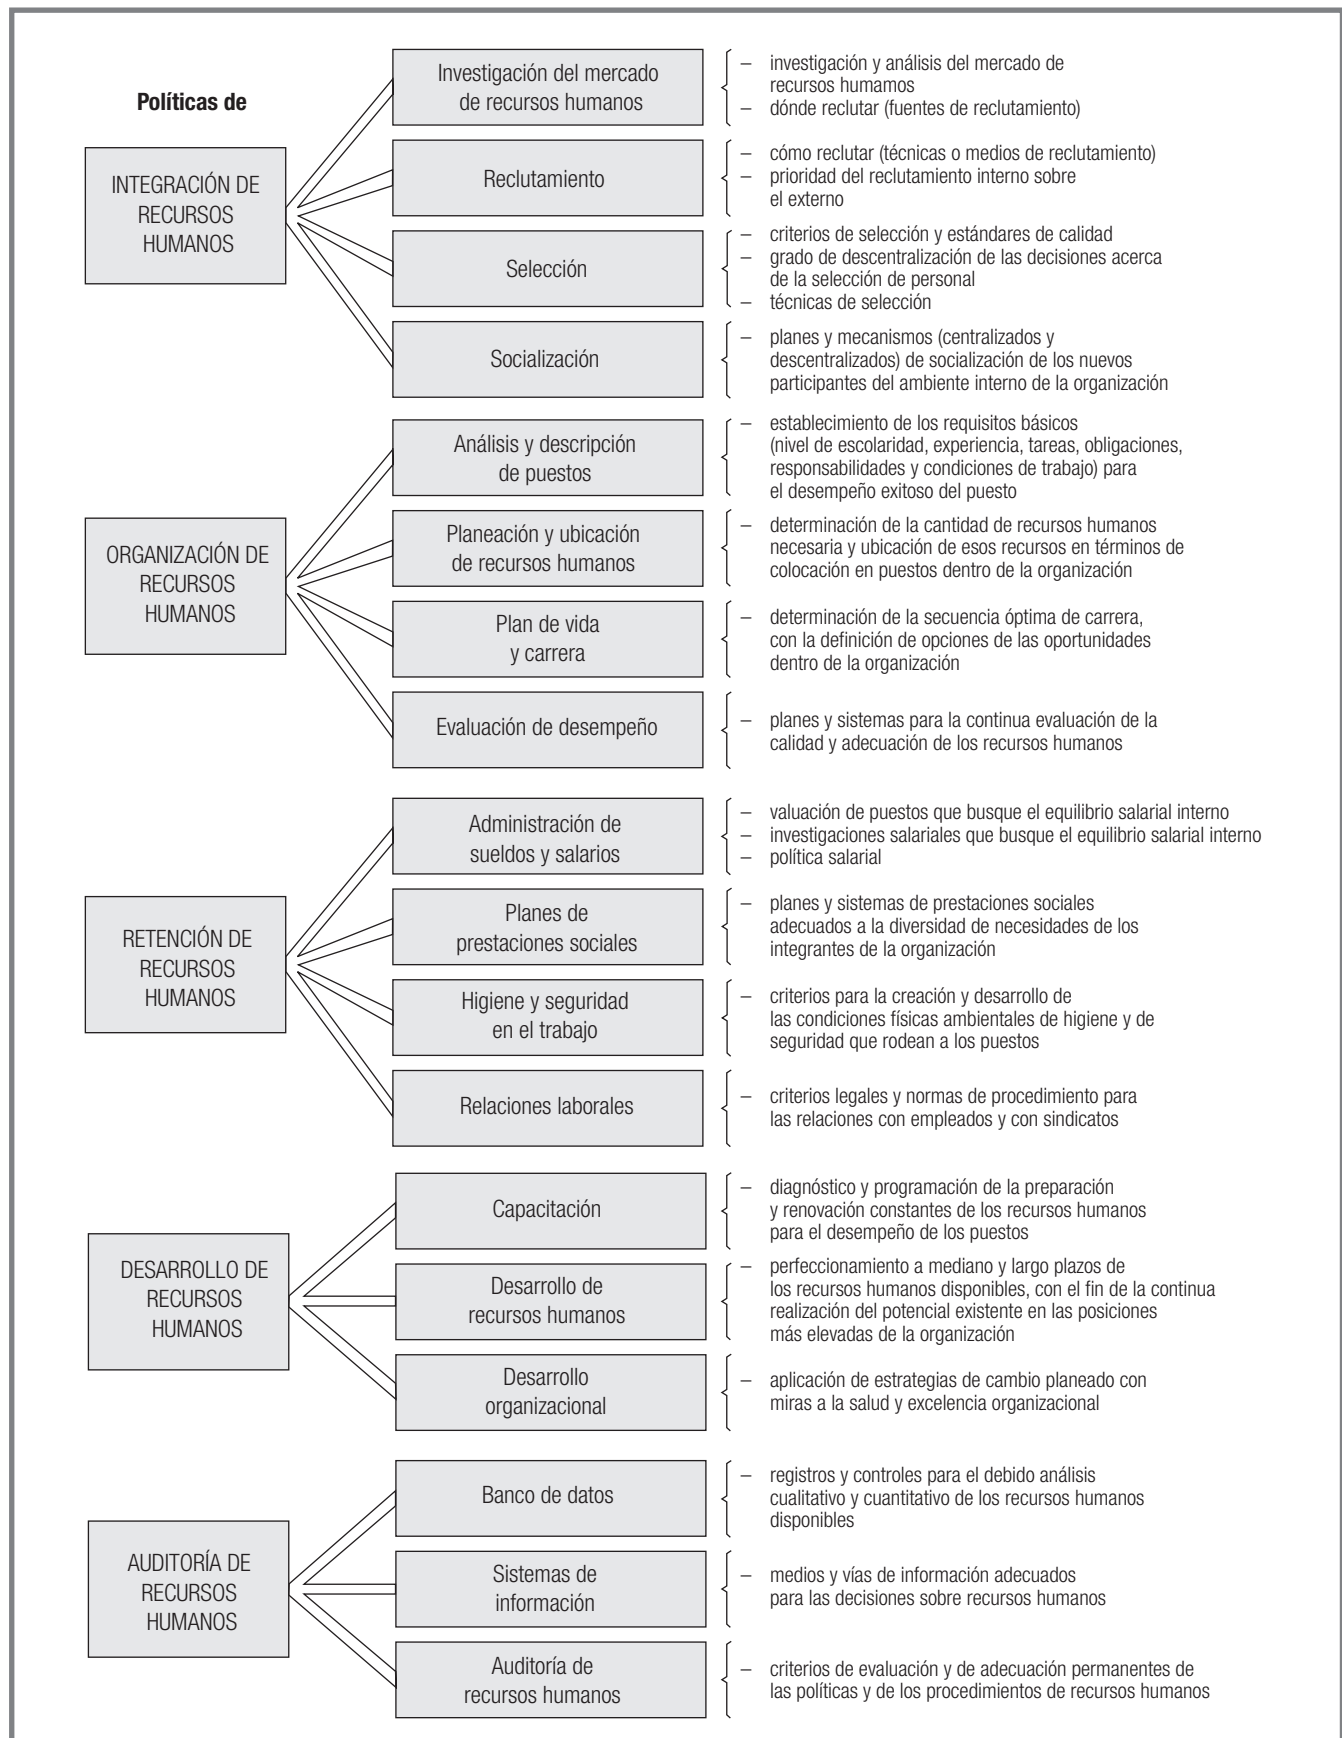 Políticas de
INTEGRACIÓN DE
RECURSOS
HUMANOS
Investigación del mercado
de recursos humanos
– investigación y análisis del mercado de
recursos humamos
– dónde reclutar (fuentes de reclutamiento)
Reclutamiento
– cómo reclutar (técnicas o medios de reclutamiento)
– prioridad del reclutamiento interno sobre
el externo
Selección
– criterios de selección y estándares de calidad
– grado de descentralización de las decisiones acerca
de la selección de personal
– técnicas de selección
Socialización
– planes y mecanismos (centralizados y
descentralizados) de socialización de los nuevos
participantes del ambiente interno de la organización
ORGANIZACIÓN DE
RECURSOS
HUMANOS
Análisis y descripción
de puestos
– establecimiento de los requisitos básicos
(nivel de escolaridad, experiencia, tareas, obligaciones,
responsabilidades y condiciones de trabajo) para
el desempeño exitoso del puesto
Planeación y ubicación
de recursos humanos
– determinación de la cantidad de recursos humanos
necesaria y ubicación de esos recursos en términos de
colocación en puestos dentro de la organización
Plan de vida
y carrera
– determinación de la secuencia óptima de carrera,
con la definición de opciones de las oportunidades
dentro de la organización
Evaluación de desempeño
– planes y sistemas para la continua evaluación de la
calidad y adecuación de los recursos humanos
RETENCIÓN DE
RECURSOS
HUMANOS
Administración de
sueldos y salarios
– valuación de puestos que busque el equilibrio salarial interno
– investigaciones salariales que busque el equilibrio salarial interno
– política salarial
Planes de
prestaciones sociales
– planes y sistemas de prestaciones sociales
adecuados a la diversidad de necesidades de los
integrantes de la organización
Higiene y seguridad
en el trabajo
– criterios para la creación y desarrollo de
las condiciones físicas ambientales de higiene y de
seguridad que rodean a los puestos
Relaciones laborales
– criterios legales y normas de procedimiento para
las relaciones con empleados y con sindicatos
DESARROLLO DE
RECURSOS
HUMANOS
Capacitación
– diagnóstico y programación de la preparación
y renovación constantes de los recursos humanos
para el desempeño de los puestos
Desarrollo de
recursos humanos
– perfeccionamiento a mediano y largo plazos de
los recursos humanos disponibles, con el fin de la continua
realización del potencial existente en las posiciones
más elevadas de la organización
Desarrollo
organizacional
– aplicación de estrategias de cambio planeado con
miras a la salud y excelencia organizacional
AUDITORÍA DE
RECURSOS
HUMANOS
Banco de datos
– registros y controles para el debido análisis
cualitativo y cuantitativo de los recursos humanos
disponibles
Sistemas de
información
– medios y vías de información adecuados
para las decisiones sobre recursos humanos
Auditoría de
recursos humanos
– criterios de evaluación y de adecuación permanentes de
las políticas y de los procedimientos de recursos humanos